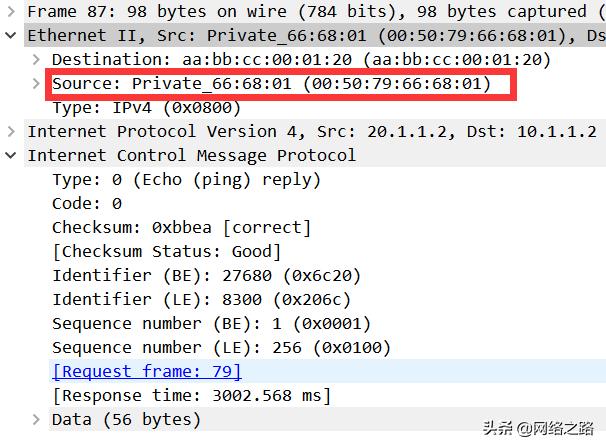 Frame 87: 98 bytes on wire (784 bits), 98 bytes captured (
Ethernet II, Src: Private_66:68:01 (00:50:79:66:68:01), Ds
Destination: aa:bb:cc:00:01:20 (aa:bb:cc:00:01:20)
Source: Private_66:68:01 (00:50:79:66:68:01)
Type: IPv4 (0x0800)
Internet Protocol Version 4, Src: 20.1.1.2, Dst: 10.1.1.2
Internet Control Message Protocol
Type: 0 (Echo (ping) reply)
Code: 0
Checksum: 0xbbea [correct]
[Checksum Status: Good]
Identifier (BE): 27680 (0x6c20)
Identifier (LE): 8300 (0x206c)
Sequence number (BE): 1 (0x0001)
Sequence number (LE): 256 (0x0100)
[Request frame: 79]
[Response time: 3002.568 ms]
Data (56 bytes)
头条 @网络之路